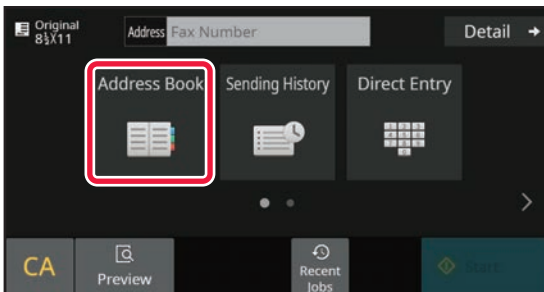 Original
8½X11
Address Fax Number
Detail
Address Book
Sending History
Direct Entry
CA
Preview
Recent
Jobs
Start